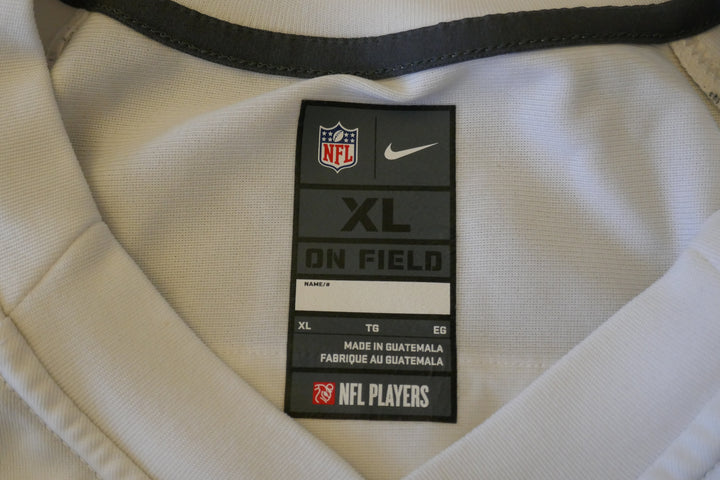 NFL
XL
ON FIELD
NAME/#
XL TG EG
MADE IN GUATEMALA
FABRIQUE AU GUATEMALA
NFL PLAYERS